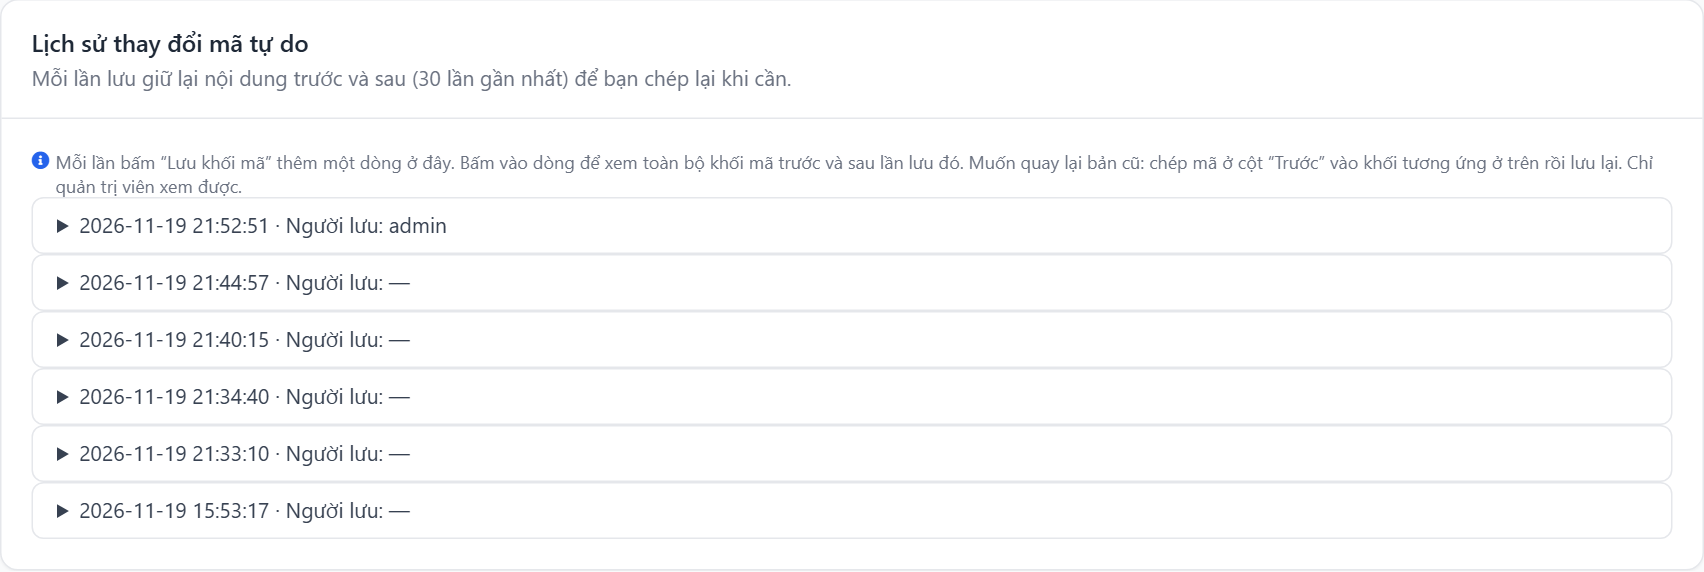 Lịch sử thay đổi mã tự do
Mỗi lần lưu giữ lại nội dung trước và sau (30 lần gần nhất) để bạn chép lại khi cần.
Mỗi lần bấm “Lưu khối mã” thêm một dòng ở đây. Bấm vào dòng để xem toàn bộ khối mã trước và sau lần lưu đó. Muốn quay lại bản cũ: chép mã ở cột “Trước” vào khối tương ứng ở trên rồi lưu lại. Chỉ
quản trị viên xem được.
▶ 2026-11-19 21:52:51 · Người lưu: admin
▶ 2026-11-19 21:44:57 · Người lưu: —
▶ 2026-11-19 21:40:15 · Người lưu: —
▶ 2026-11-19 21:34:40 · Người lưu: —
▶ 2026-11-19 21:33:10 · Người lưu: —
▶ 2026-11-19 15:53:17 · Người lưu: —